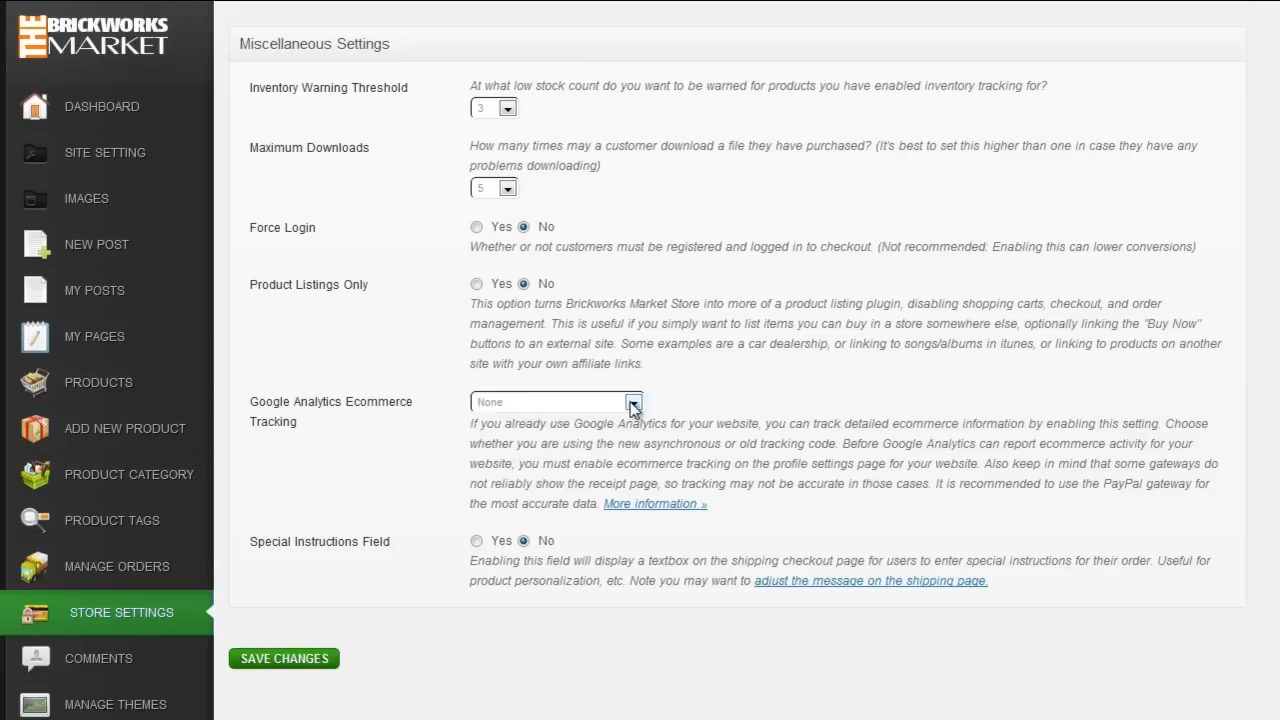 THE BRICKWORKS
MARKET
DASHBOARD
SITE SETTING
IMAGES
NEW POST
MY POSTS
MY PAGES
PRODUCTS
ADD NEW PRODUCT
PRODUCT CATEGORY
PRODUCT TAGS
MANAGE ORDERS
STORE SETTINGS
COMMENTS
MANAGE THEMES
Miscellaneous Settings
Inventory Warning Threshold
At what low stock count do you want to be warned for products you have enabled inventory tracking for?
3
Maximum Downloads
How many times may a customer download a file they have purchased? (It's best to set this higher than one in case they have any
problems downloading)
5
Force Login
Yes No
Whether or not customers must be registered and logged in to checkout. (Not recommended: Enabling this can lower conversions)
Product Listings Only
Yes No
This option turns Brickworks Market Store into more of a product listing plugin, disabling shopping carts, checkout, and order
management. This is useful if you simply want to list items you can buy in a store somewhere else, optionally linking the "Buy Now"
buttons to an external site. Some examples are a car dealership, or linking to songs/albums in itunes, or linking to products on another
site with your own affiliate links.
Google Analytics Ecommerce
Tracking
None
If you already use Google Analytics for your website, you can track detailed ecommerce information by enabling this setting. Choose
whether you are using the new asynchronous or old tracking code. Before Google Analytics can report ecommerce activity for your
website, you must enable ecommerce tracking on the profile settings page for your website. Also keep in mind that some gateways do
not reliably show the receipt page, so tracking may not be accurate in those cases. It is recommended to use the PayPal gateway for
the most accurate data. More information »
Special Instructions Field
Yes No
Enabling this field will display a textbox on the shipping checkout page for users to enter special instructions for their order. Useful for
product personalization, etc. Note you may want to adjust the message on the shipping page.
SAVE CHANGES